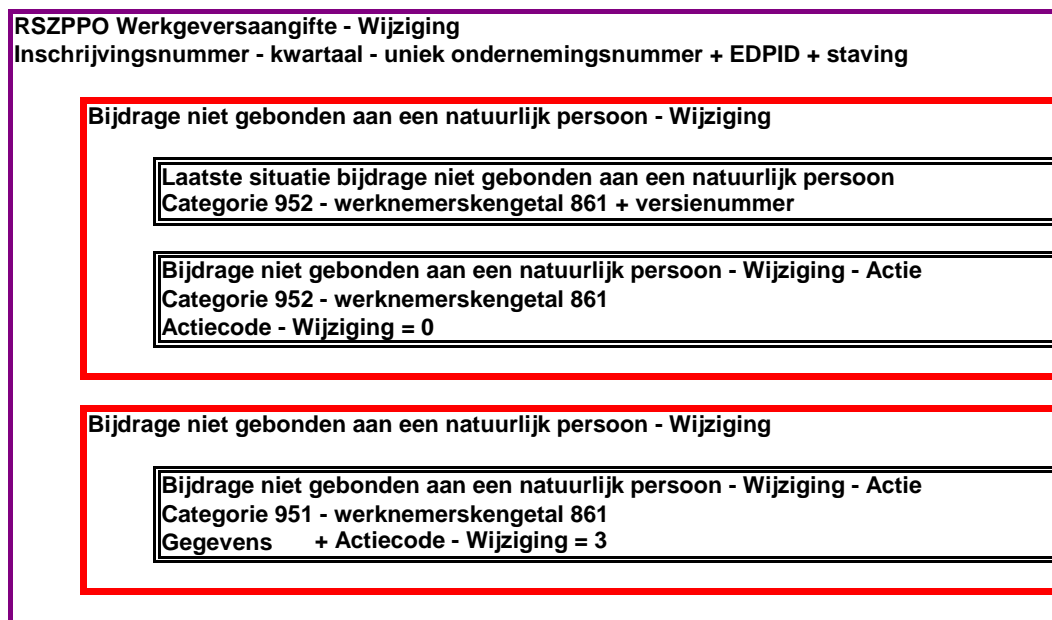 RSZPPO Werkgeversaangifte - Wijziging
Inschrijvingsnummer - kwartaal - uniek ondernemingsnummer + EDPID + staving
Bijdrage niet gebonden aan een natuurlijk persoon - Wijziging
Laatste situatie bijdrage niet gebonden aan een natuurlijk persoon
Categorie 952 - werknemerskengetal 861 + versienummer
Bijdrage niet gebonden aan een natuurlijk persoon - Wijziging - Actie
Categorie 952 - werknemerskengetal 861
Actiecode - Wijziging = 0
Bijdrage niet gebonden aan een natuurlijk persoon - Wijziging
Bijdrage niet gebonden aan een natuurlijk persoon - Wijziging - Actie
Categorie 951 - werknemerskengetal 861
Gegevens + Actiecode - Wijziging = 3